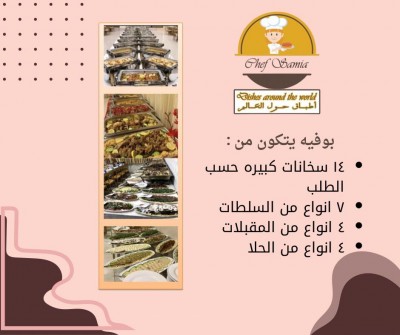 Chef Samia
Dishes around the world
أطباق حول العالم
بوفيه يتكون من :
١٤ سخانات كبيره حسب
الطلب
٧ انواع من السلطات
٤ انواع من المقبلات
٤ انواع من الحلا